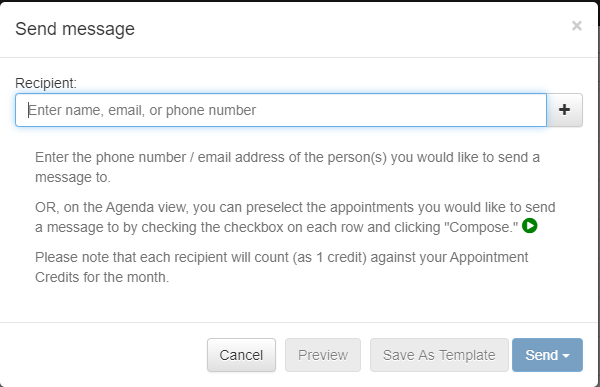 Send message
×
Recipient:
Enter name, email, or phone number
+
Enter the phone number / email address of the person(s) you would like to send a
message to.
OR, on the Agenda view, you can preselect the appointments you would like to send
a message to by checking the checkbox on each row and clicking "Compose."
Please note that each recipient will count (as 1 credit) against your Appointment
Credits for the month.
Cancel Preview Save As Template Send